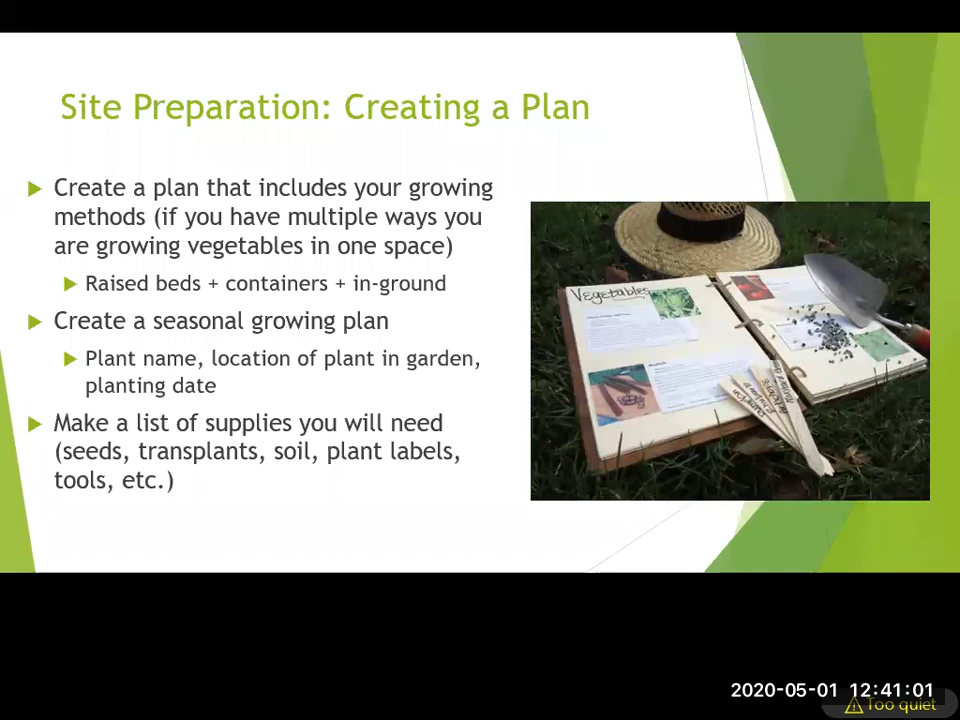 Site Preparation: Creating a Plan
Create a plan that includes your growing
methods (if you have multiple ways you
are growing vegetables in one space)
Raised beds + containers + in-ground
Create a seasonal growing plan
Plant name, location of plant in garden,
planting date
Make a list of supplies you will need
(seeds, transplants, soil, plant labels,
tools, etc.)
Vegetables
2020-05-01 12:41:01
Too quiet